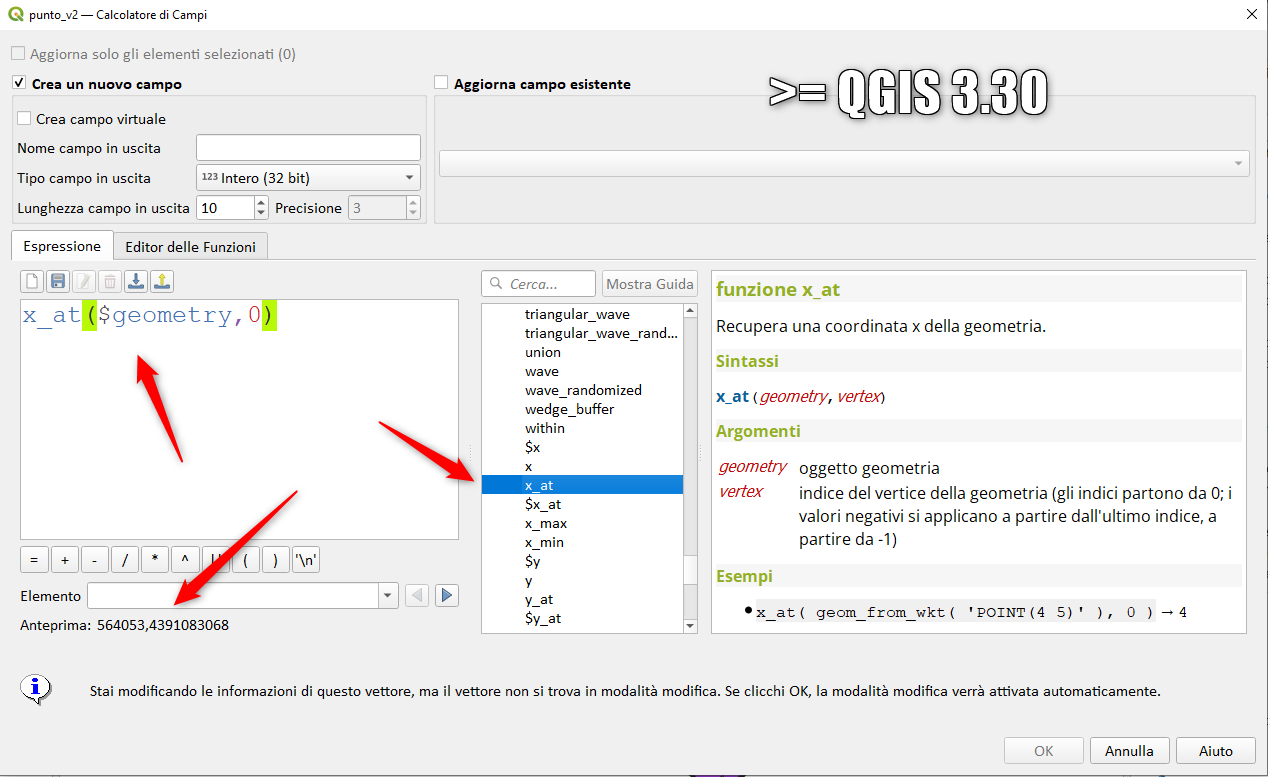 punto_v2 — Calcolatore di Campi
Aggiorna solo gli elementi selezionati (0)
Crea un nuovo campo
Aggiorna campo esistente
>= QGIS 3.30
Crea campo virtuale
Nome campo in uscita
Tipo campo in uscita 123 Intero (32 bit)
Lunghezza campo in uscita 10 Precisione 3
Espressione Editor delle Funzioni
Cerca... Mostra Guida
x_at($geometry,0)
triangular_wave
triangular_wave_rand...
union
wave
wave_randomized
wedge_buffer
within
$x
x
x_at
$x_at
x_max
x_min
$y
y
y_at
$y_at
funzione x_at
Recupera una coordinata x della geometria.
Sintassi
x_at (geometry, vertex)
Argomenti
geometry oggetto geometria
vertex indice del vertice della geometria (gli indici partono da 0; i
valori negativi si applicano a partire dall'ultimo indice, a
partire da -1)
Esempi
x_at( geom_from_wkt( 'POINT(4 5)' ), 0 ) → 4
= + - / * ^ ( ) '\n'
Elemento
Anteprima: 564053,4391083068
Stai modificando le informazioni di questo vettore, ma il vettore non si trova in modalità modifica. Se clicchi OK, la modalità modifica verrà attivata automaticamente.
OK Annulla Aiuto